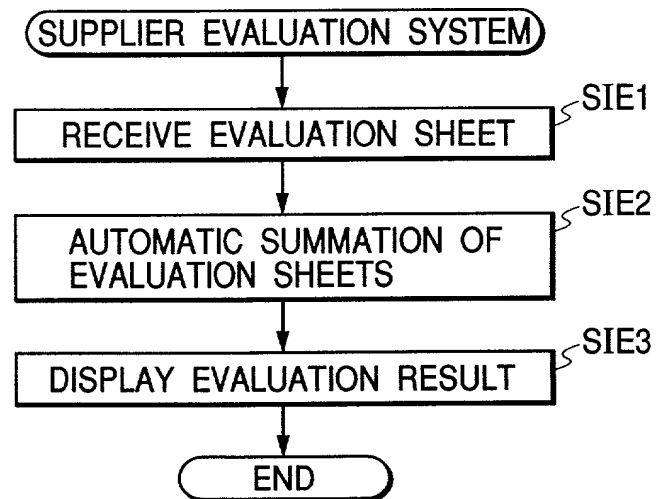 SUPPLIER EVALUATION SYSTEM
SIE1
RECEIVE EVALUATION SHEET
SIE2
AUTOMATIC SUMMATION OF
EVALUATION SHEETS
SIE3
DISPLAY EVALUATION RESULT
END